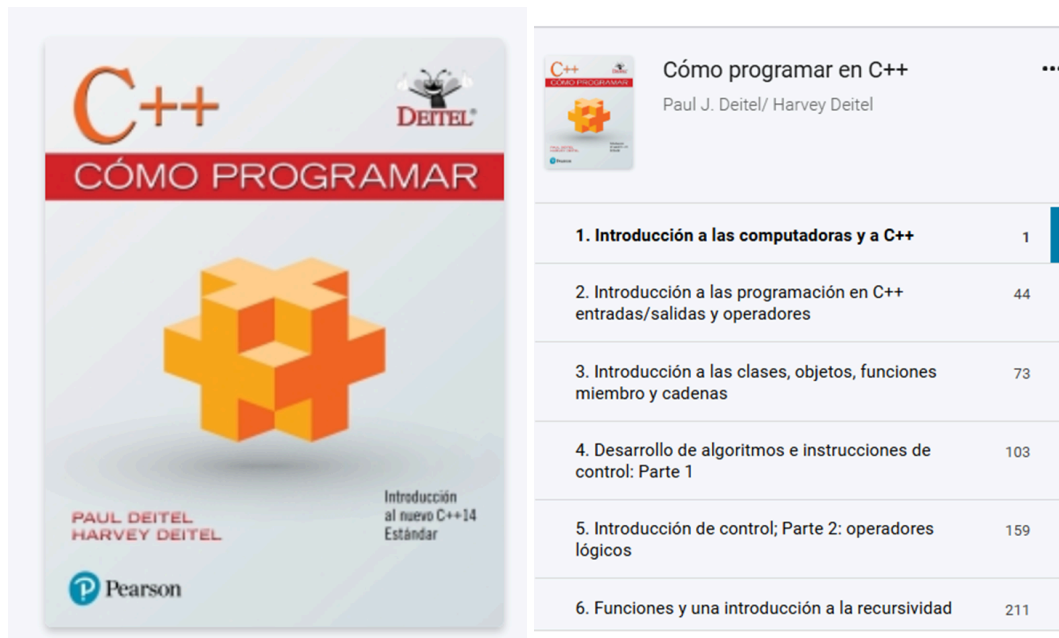 C++
DEITEL®
CÓMO PROGRAMAR
PAUL DEITEL
HARVEY DEITEL
Introducción
al nuevo C++14
Estándar
Pearson
C++
CÓMO PROGRAMAR
Pearson
Cómo programar en C++
Paul J. Deitel/ Harvey Deitel
1. Introducción a las computadoras y a C++ 1
2. Introducción a las programación en C++ 44
entradas/salidas y operadores
3. Introducción a las clases, objetos, funciones 73
miembro y cadenas
4. Desarrollo de algoritmos e instrucciones de 103
control: Parte 1
5. Introducción de control; Parte 2: operadores 159
lógicos
6. Funciones y una introducción a la recursividad 211